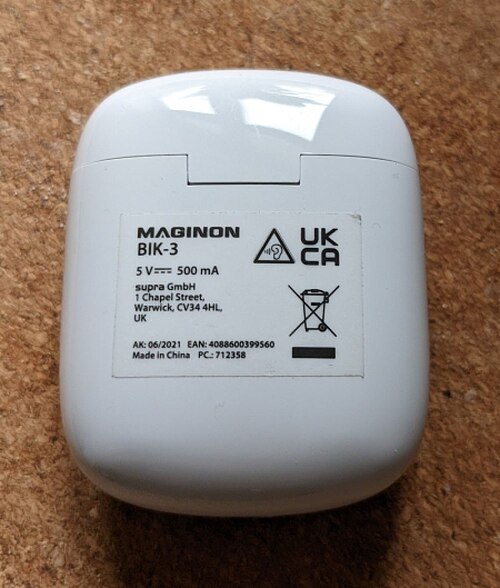 MAGINON
BIK-3
5 V⎓ 500 mA
supra GmbH
1 Chapel Street,
Warwick, CV34 4HL,
UK
AK: 06/2021 EAN: 4088600399560
Made in China PC.: 712358
UK
CA